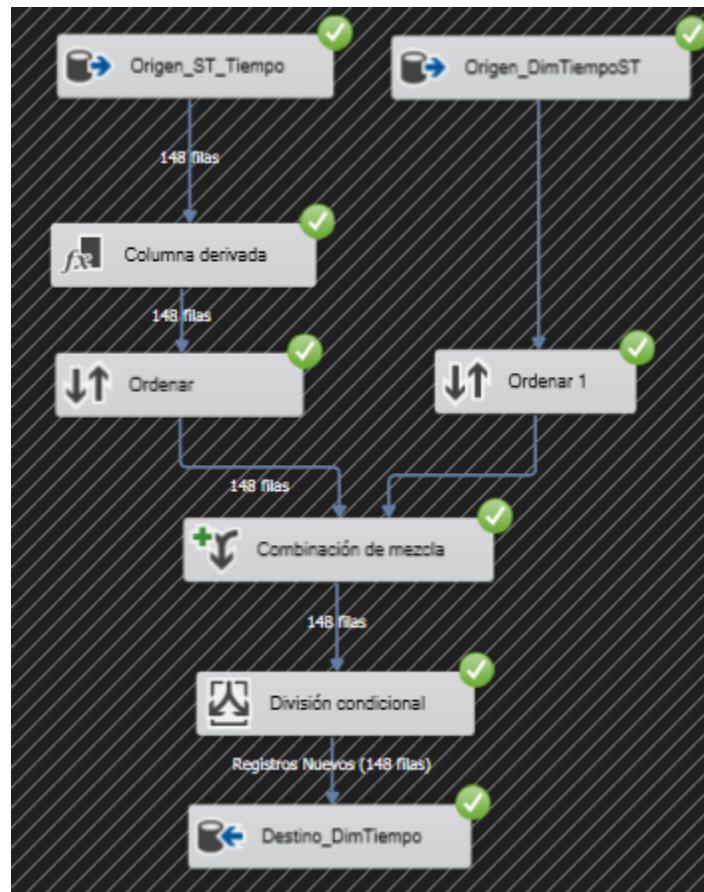 Origen_ST_Tiempo
Origen_DimTiempoST
148 filas
Columna derivada
148 filas
Ordenar
Ordenar 1
148 filas
Combinación de mezcla
148 filas
División condicional
Registros Nuevos (148 filas)
Destino_DimTiempo